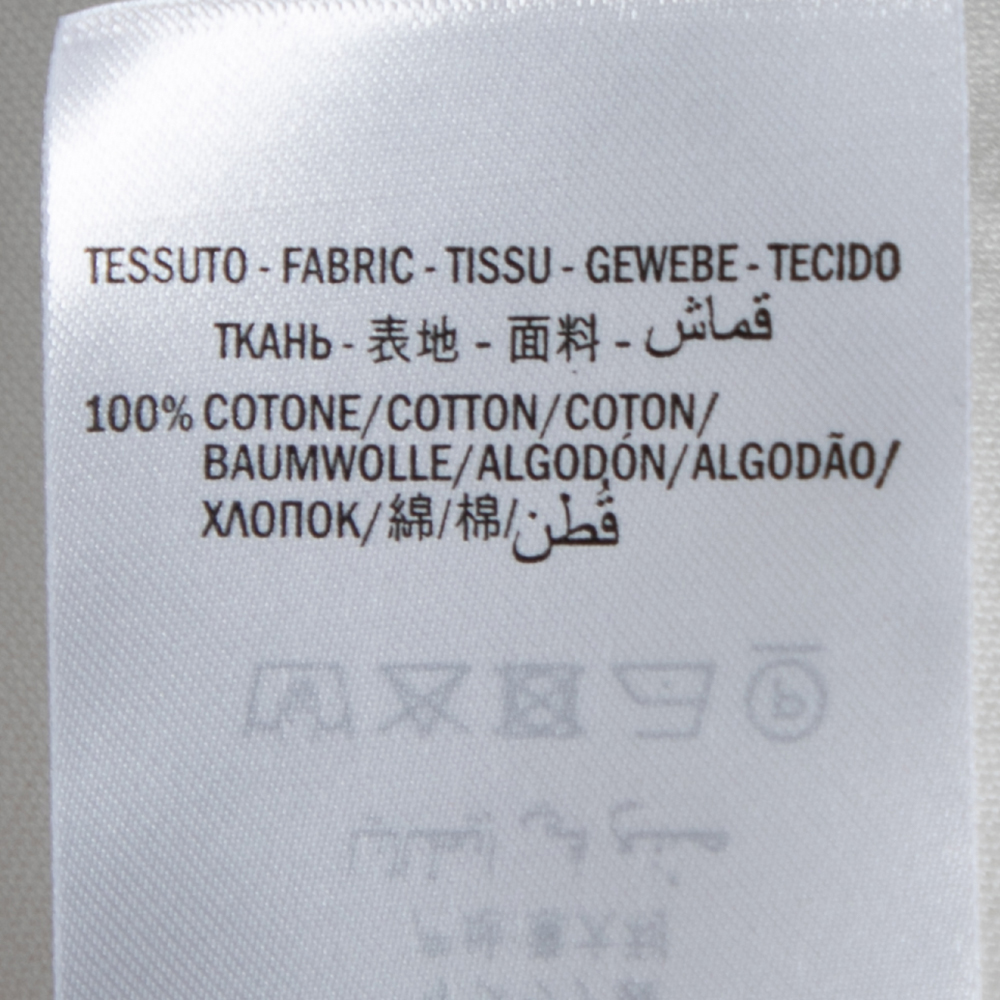 TESSUTO - FABRIC - TISSU - GEWEBE - TECIDO
ТКАНЬ - 表地 - 面料 - قماش
100% COTONE/COTTON/COTON/
BAUMWOLLE/ALGODÓN/ALGODÃO/
ХЛОПОК/綿/棉/قُطن